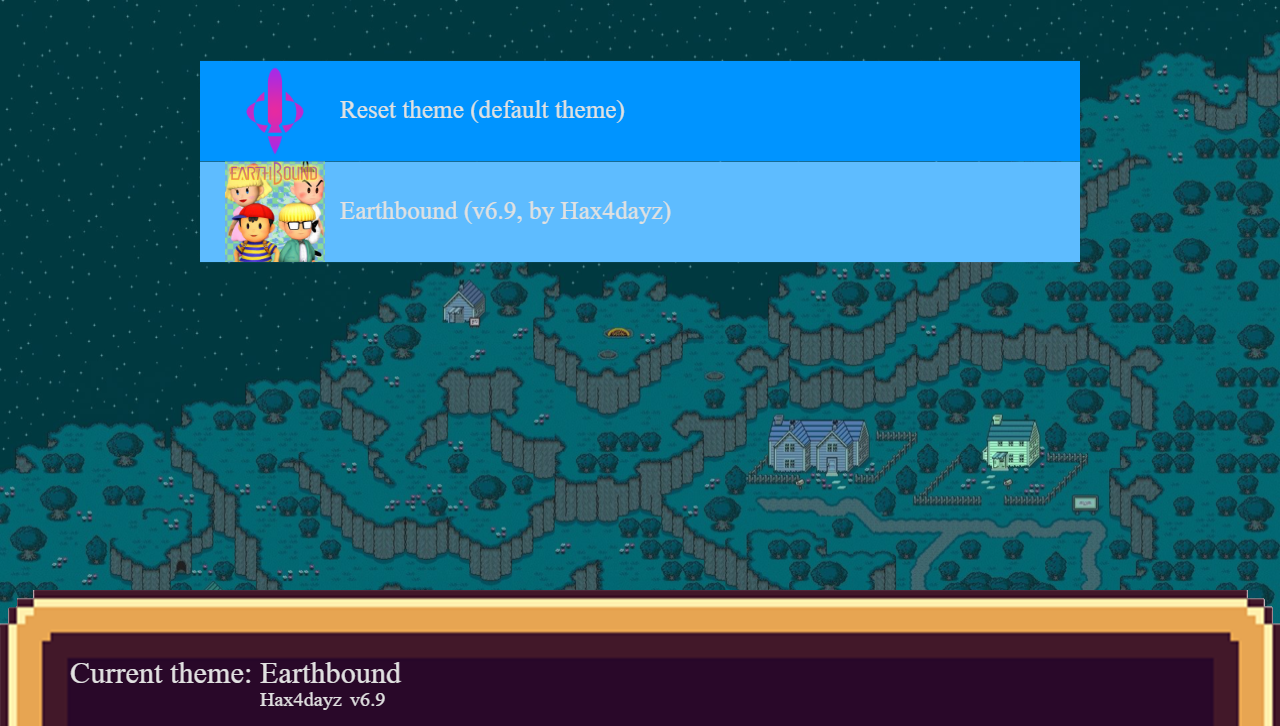 Reset theme (default theme)
EARTHBOUND
Earthbound (v6.9, by Hax4dayz)
Current theme: Earthbound
Hax4dayz v6.9